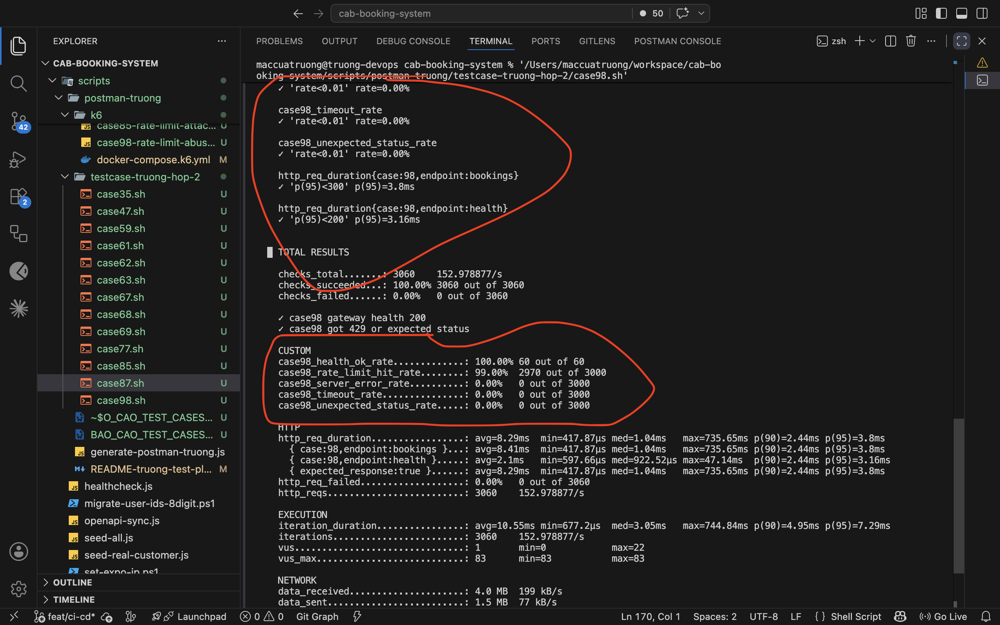 cab-booking-system
50
EXPLORER
PROBLEMS OUTPUT DEBUG CONSOLE TERMINAL PORTS GITLENS POSTMAN CONSOLE
zsh
CAB-BOOKING-SYSTEM
scripts
postman-truong
k6
case85-rate-limit-attac... U
case98-rate-limit-abus... U
docker-compose.k6.yml M
testcase-truong-hop-2
case35.sh U
case47.sh U
case59.sh U
case61.sh U
case62.sh U
case63.sh U
case67.sh U
case68.sh U
case69.sh U
case77.sh U
case85.sh U
case87.sh U
case98.sh U
~$O_CAO_TEST_CASES... U
BAO_CAO_TEST_CASES... U
generate-postman-truong.js
README-truong-test-pl... M
healthcheck.js
migrate-user-ids-8digit.ps1
openapi-sync.js
seed-all.js
seed-real-customer.js
set-expo-ip.ps1
OUTLINE
TIMELINE
42
2
maccuatruong@truong-devops cab-booking-system % '/Users/maccuatruong/workspace/cab-bo
oking-system/scripts/postman-truong/testcase-truong-hop-2/case98.sh'
✓ 'rate<0.01' rate=0.00%
case98_timeout_rate
✓ 'rate<0.01' rate=0.00%
case98_unexpected_status_rate
✓ 'rate<0.01' rate=0.00%
http_req_duration{case:98,endpoint:bookings}
✓ 'p(95)<300' p(95)=3.8ms
http_req_duration{case:98,endpoint:health}
✓ 'p(95)<200' p(95)=3.16ms
TOTAL RESULTS
checks_total.......: 3060 152.978877/s
checks_succeeded...: 100.00% 3060 out of 3060
checks_failed......: 0.00% 0 out of 3060
✓ case98 gateway health 200
✓ case98 got 429 or expected status
CUSTOM
case98_health_ok_rate.............: 100.00% 60 out of 60
case98_rate_limit_hit_rate........: 99.00% 2970 out of 3000
case98_server_error_rate..........: 0.00% 0 out of 3000
case98_timeout_rate...............: 0.00% 0 out of 3000
case98_unexpected_status_rate.....: 0.00% 0 out of 3000
HTTP
http_req_duration.................: avg=8.29ms min=417.87µs med=1.04ms max=735.65ms p(90)=2.44ms p(95)=3.8ms
{ case:98,endpoint:bookings }...: avg=8.41ms min=417.87µs med=1.04ms max=735.65ms p(90)=2.44ms p(95)=3.8ms
{ case:98,endpoint:health }.....: avg=2.1ms min=597.66µs med=922.52µs max=47.14ms p(90)=2.44ms p(95)=3.16ms
{ expected_response:true }......: avg=8.29ms min=417.87µs med=1.04ms max=735.65ms p(90)=2.44ms p(95)=3.8ms
http_req_failed...................: 0.00% 0 out of 3060
http_reqs.........................: 3060 152.978877/s
EXECUTION
iteration_duration................: avg=10.55ms min=677.2µs med=3.05ms max=744.84ms p(90)=4.95ms p(95)=7.29ms
iterations........................: 3060 152.978877/s
vus...............................: 1 min=0 max=22
vus_max...........................: 83 min=83 max=83
NETWORK
data_received.....................: 4.0 MB 199 kB/s
data_sent.........................: 1.5 MB 77 kB/s
feat/ci-cd* Launchpad 0 0 Git Graph Ln 170, Col 1 Spaces: 2 UTF-8 LF {} Shell Script Go Live